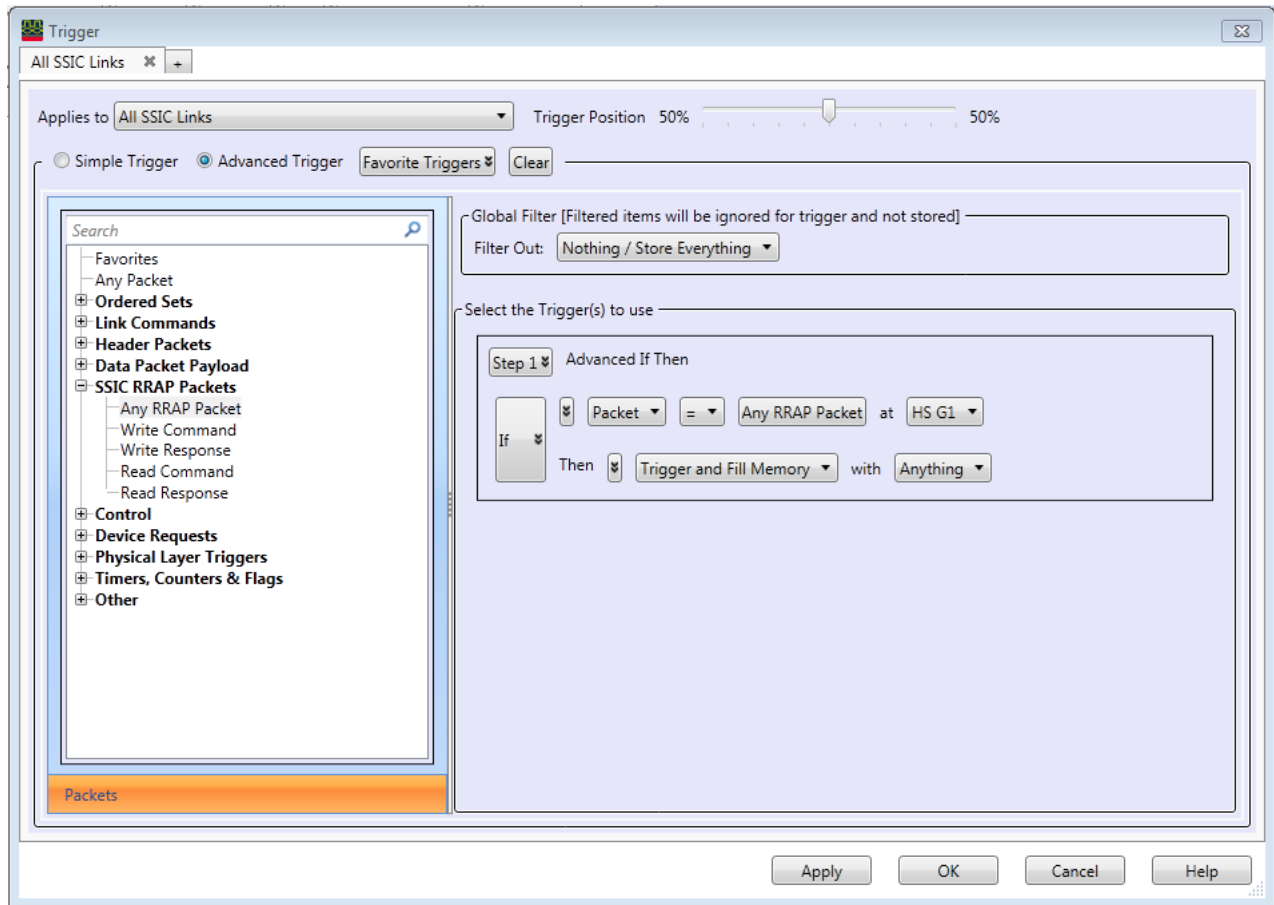 Trigger
All SSIC Links
+
Applies to All SSIC Links Trigger Position 50% 50%
Simple Trigger Advanced Trigger Favorite Triggers Clear
Search
Favorites
Any Packet
Ordered Sets
Link Commands
Header Packets
Data Packet Payload
SSIC RRAP Packets
Any RRAP Packet
Write Command
Write Response
Read Command
Read Response
Control
Device Requests
Physical Layer Triggers
Timers, Counters & Flags
Other
Packets
Global Filter [Filtered items will be ignored for trigger and not stored]
Filter Out: Nothing / Store Everything
Select the Trigger(s) to use
Step 1 Advanced If Then
If Packet = Any RRAP Packet at HS G1
Then Trigger and Fill Memory with Anything
Apply OK Cancel Help